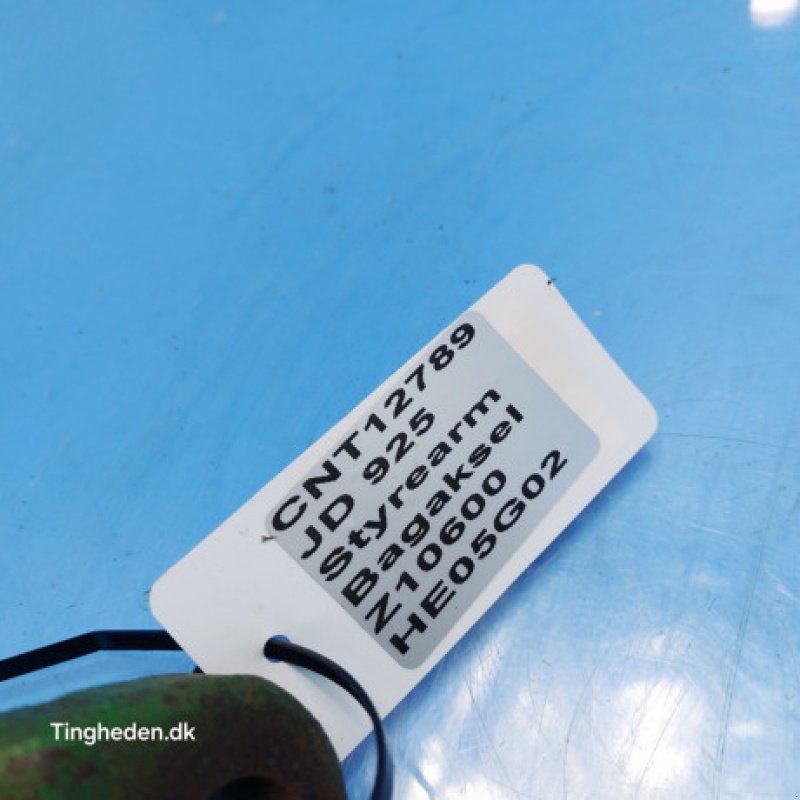 CNT12789
JD 925
Styrearm
Bagaksel
Z10600
HE05G02
Tingheden.dk